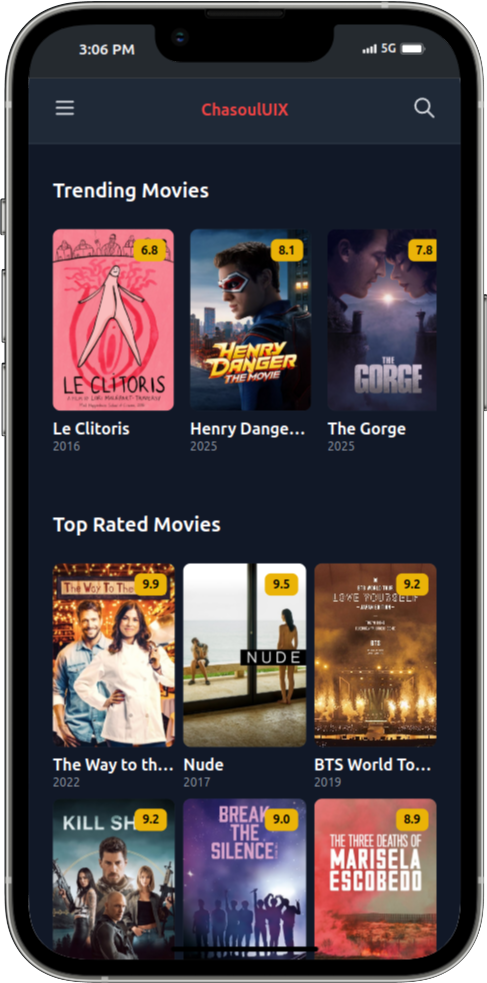 3:06 PM
5G
ChasoulUIX
Trending Movies
6.8
8.1
7.8
LE CLITORIS
HENRY
DANGER
THE MOVIE
THE
GORGE
Le Clitoris
Henry Dange...
The Gorge
2016
2025
2025
Top Rated Movies
9.9
9.5
9.2
The Way To The
NUDE
LOVE YOURSELF
BTS
The Way to th...
Nude
BTS World To...
2022
2017
2019
9.2
9.0
8.9
KILL SH
BREAK
THE
SILENCE
THE THREE DEATHS OF
MARISELA
ESCOBEDO